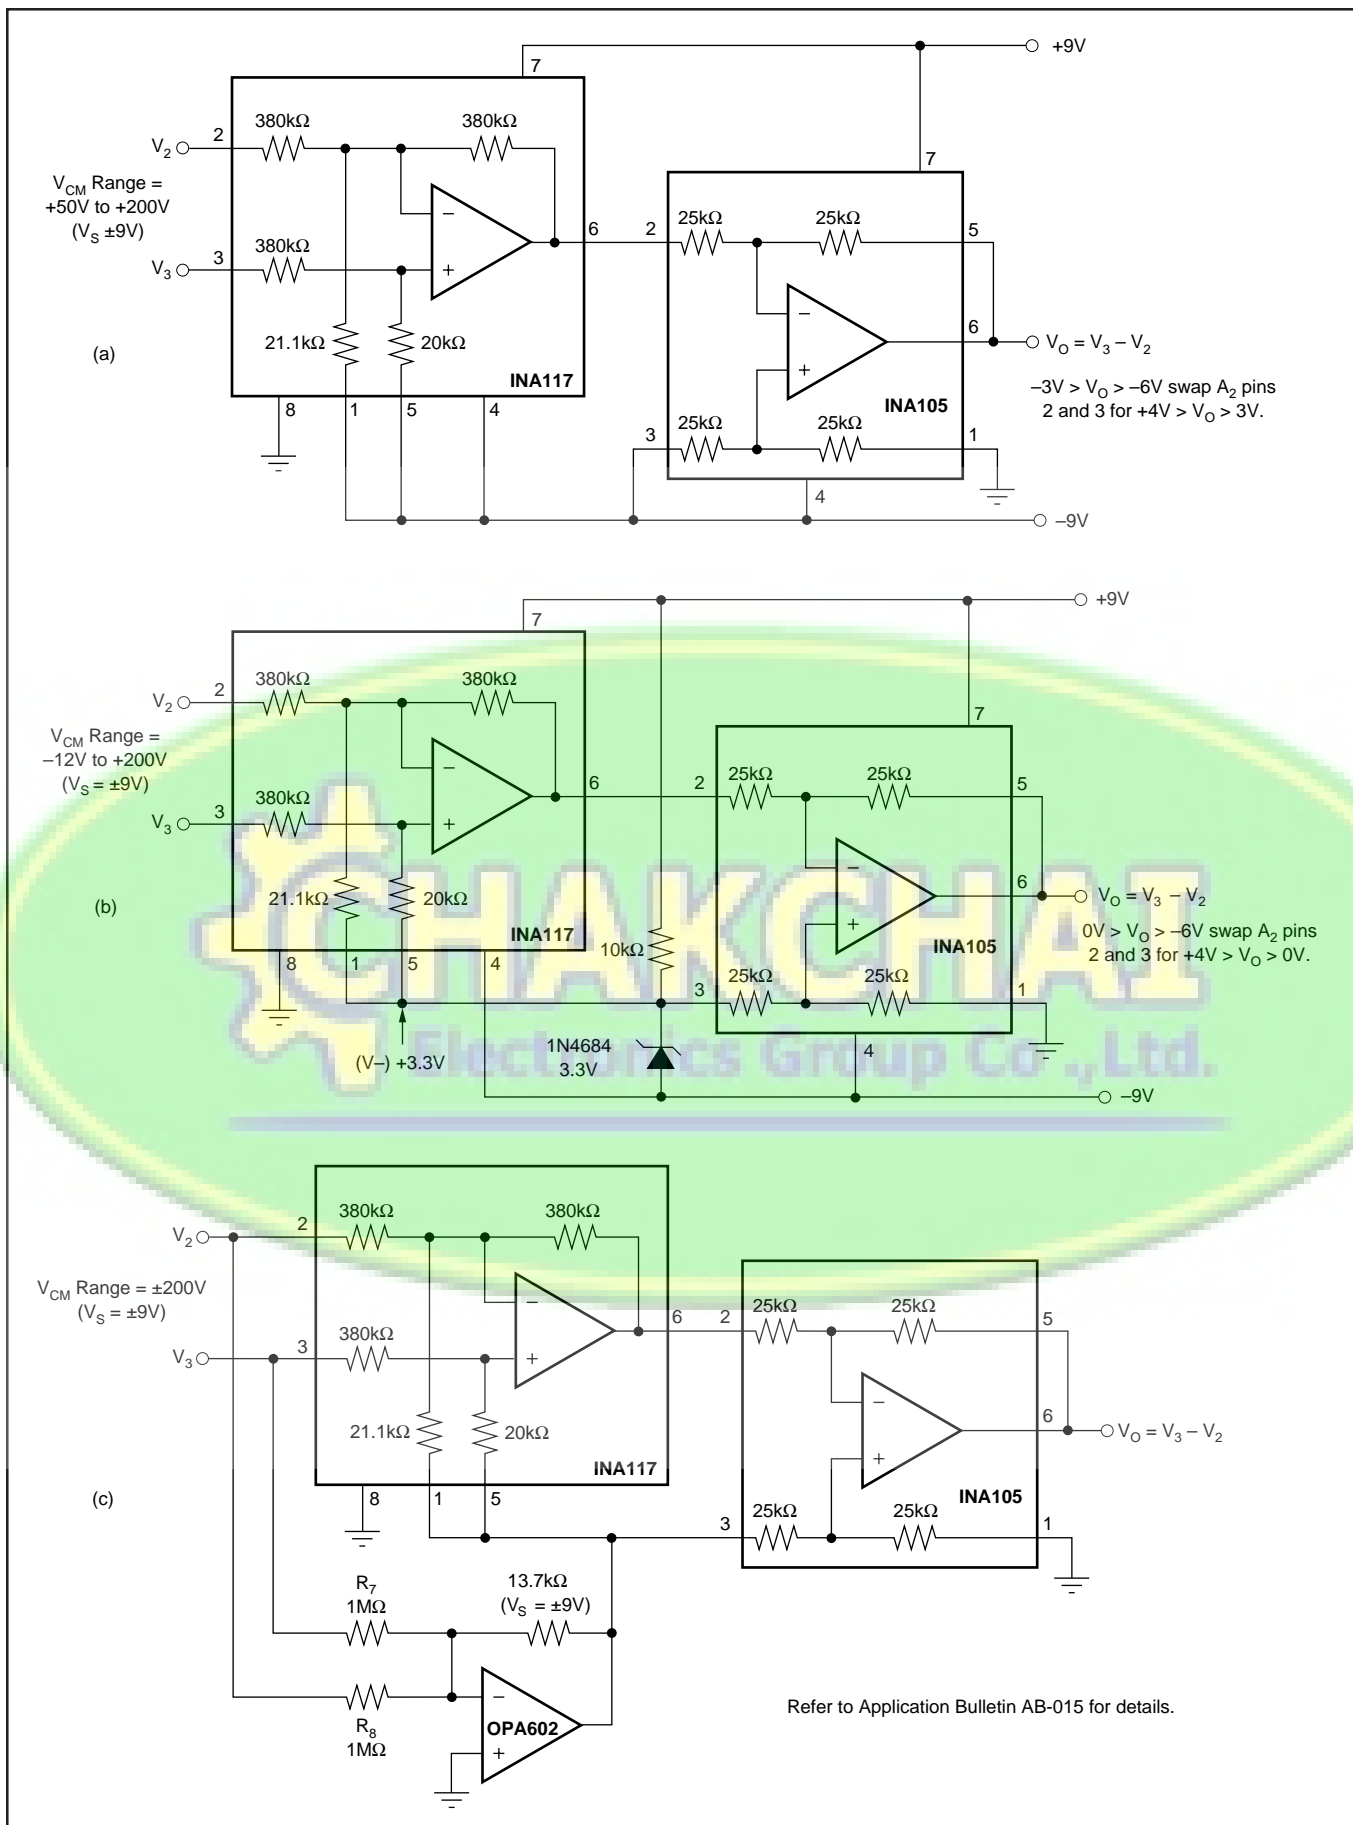 +9V
7
380kΩ
380kΩ
2
V2
7
VCM Range =
+50V to +200V
(VS ±9V)
25kΩ
25kΩ
6
2
5
380kΩ
3
V3
–
+
–
+
6
VO = V3 – V2
21.1kΩ
20kΩ
(a)
INA117
–3V > VO > –6V swap A2 pins
2 and 3 for +4V > VO > 3V.
INA105
8
1
5
4
25kΩ
25kΩ
3
1
4
–9V
+9V
7
380kΩ
380kΩ
2
V2
7
VCM Range =
–12V to +200V
(VS = ±9V)
25kΩ
25kΩ
6
2
5
380kΩ
3
V3
–
+
–
+
6
VO = V3 – V2
21.1kΩ
20kΩ
(b)
INA117
0V > VO > –6V swap A2 pins
2 and 3 for +4V > VO > 0V.
10kΩ
INA105
8
1
5
4
25kΩ
25kΩ
3
1
(V–) +3.3V
1N4684
3.3V
4
–9V
CHAKCHAI
Electronics Group Co.,Ltd.
380kΩ
380kΩ
2
V2
VCM Range = ±200V
(VS = ±9V)
25kΩ
25kΩ
6
2
5
380kΩ
3
V3
–
+
–
+
6
VO = V3 – V2
21.1kΩ
20kΩ
INA117
(c)
INA105
8
1
5
25kΩ
25kΩ
3
1
R7
1MΩ
13.7kΩ
(VS = ±9V)
–
OPA602
+
R8
1MΩ
Refer to Application Bulletin AB-015 for details.